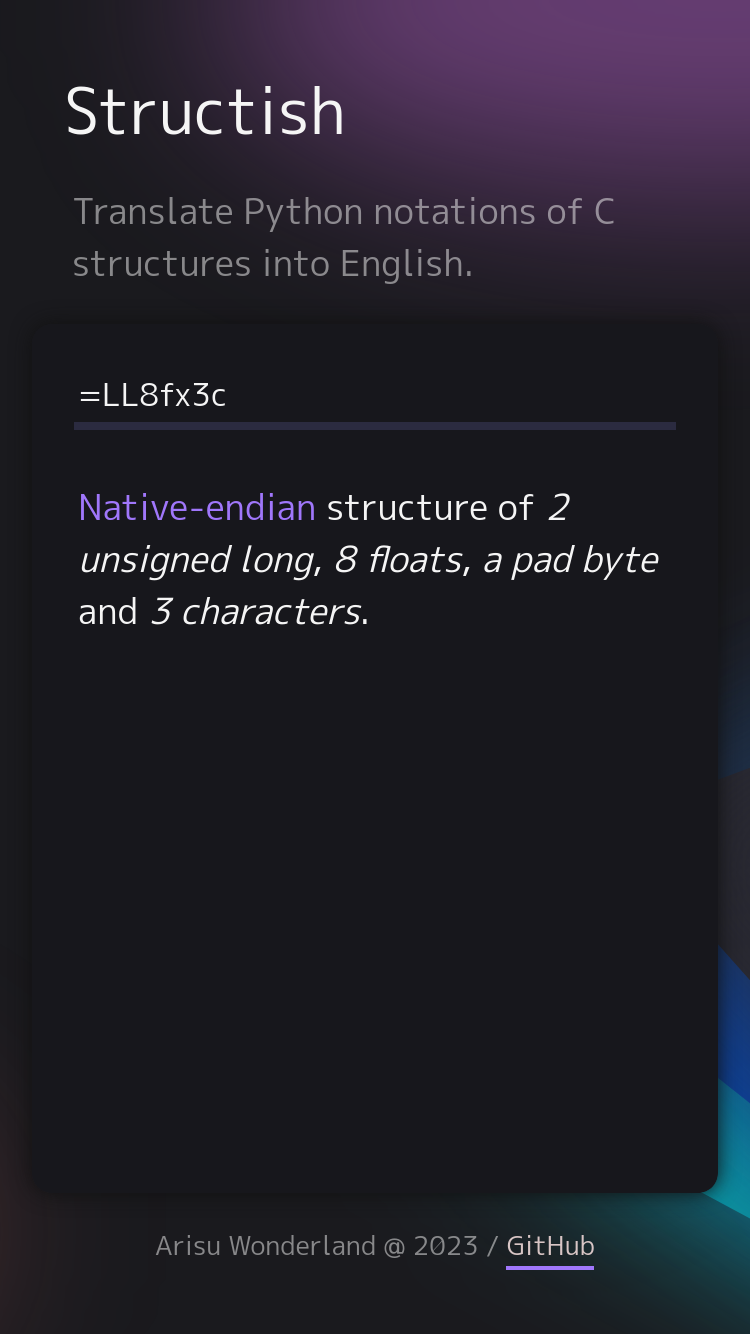 Structish
Translate Python notations of C
structures into English.
=LL8fx3c
Native-endian structure of 2
unsigned long, 8 floats, a pad byte
and 3 characters.
Arisu Wonderland @ 2023 / GitHub